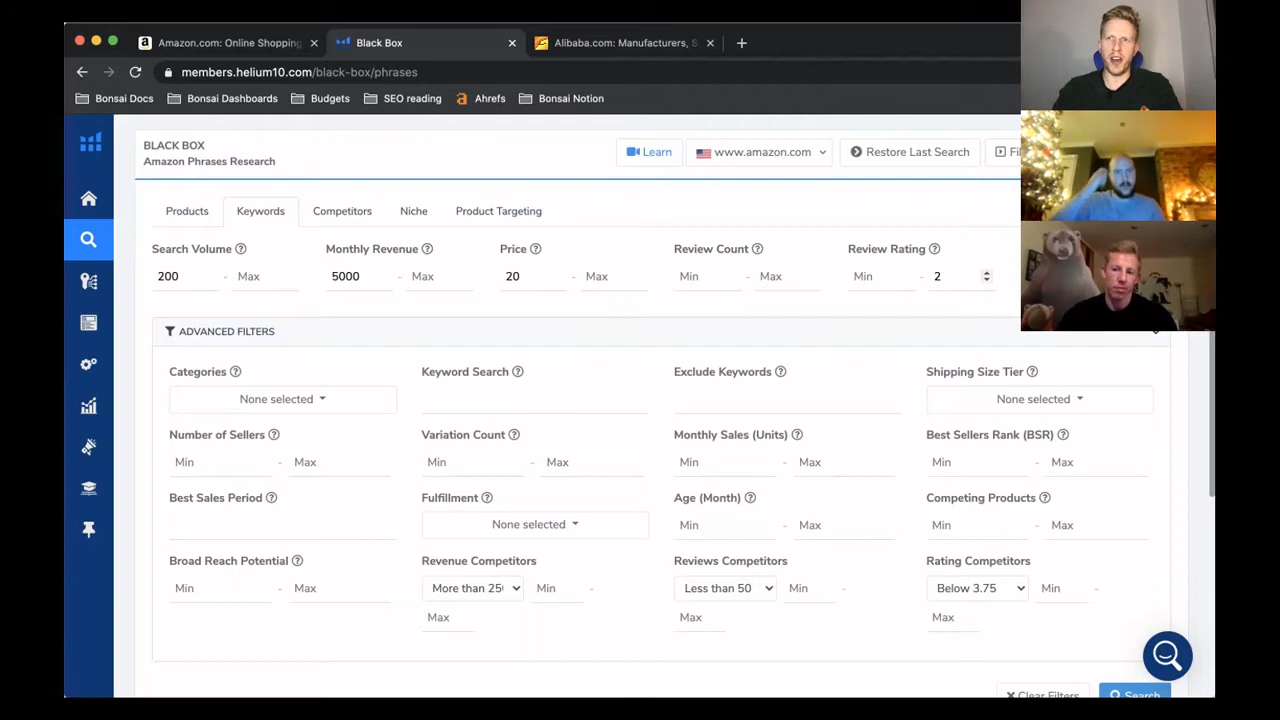 Amazon.com: Online Shopping
Black Box
Alibaba.com: Manufacturers, S
members.helium10.com/black-box/phrases
Bonsai Docs
Bonsai Dashboards
Budgets
SEO reading
Ahrefs
Bonsai Notion
BLACK BOX
Amazon Phrases Research
Learn
www.amazon.com
Restore Last Search
Fil
Products
Keywords
Competitors
Niche
Product Targeting
Search Volume
Monthly Revenue
Price
Review Count
Review Rating
200 - Max
5000 - Max
20 - Max
Min - Max
Min - 2
ADVANCED FILTERS
Categories
Keyword Search
Exclude Keywords
Shipping Size Tier
None selected
None selected
Number of Sellers
Variation Count
Monthly Sales (Units)
Best Sellers Rank (BSR)
Min - Max
Min - Max
Min - Max
Min - Max
Best Sales Period
Fulfillment
Age (Month)
Competing Products
None selected
Min - Max
Min - Max
Broad Reach Potential
Revenue Competitors
Reviews Competitors
Rating Competitors
Min - Max
More than 25
Min -
Less than 50
Min -
Below 3.75
Min -
Max
Max
Max
Clear Filters
Search